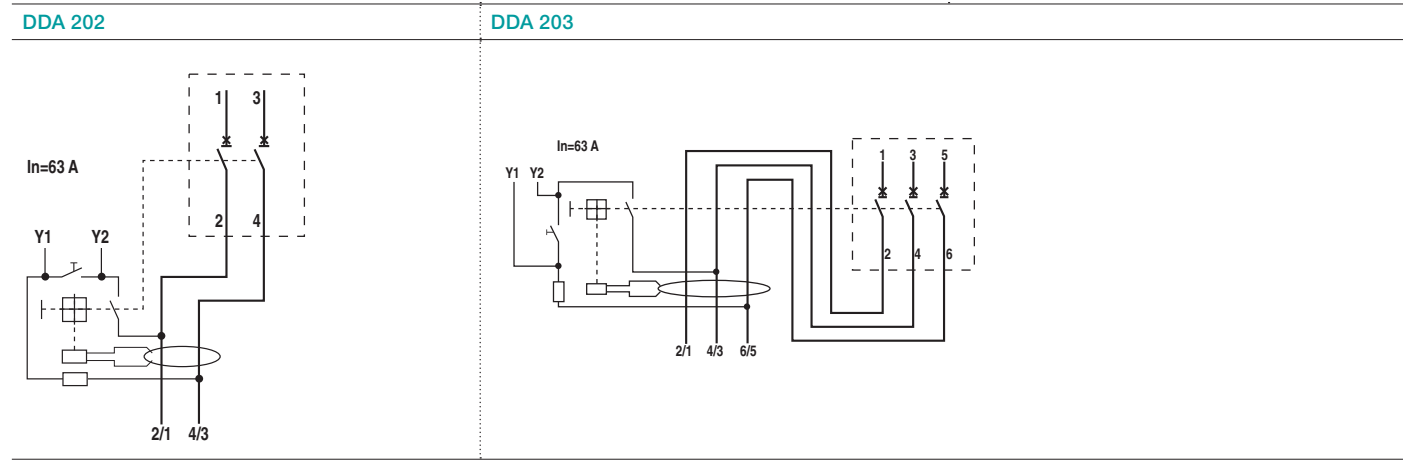 DDA 202
1 3
In=63 A
2 4
Y1 Y2
2/1 4/3
DDA 203
In=63 A
1 3 5
Y1 Y2
2 4 6
2/1 4/3 6/5